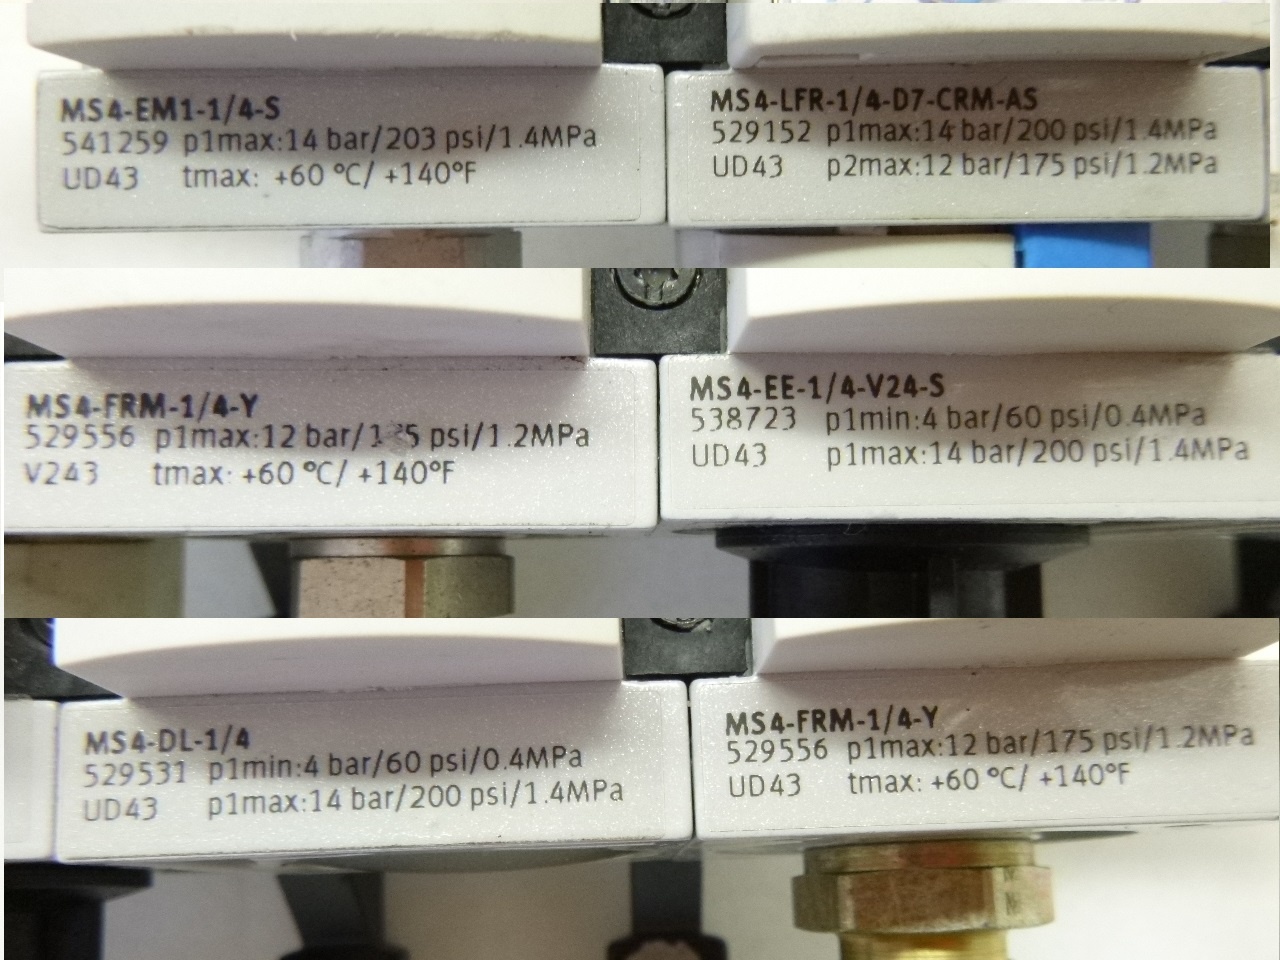 MS4-EM1-1/4-S
541259 p1max:14 bar/203 psi/1.4MPa
UD43 tmax: +60 °C/ +140°F
MS4-LFR-1/4-D7-CRM-AS
529152 p1max:14 bar/200 psi/1.4MPa
UD43 p2max:12 bar/175 psi/1.2MPa
MS4-FRM-1/4-Y
529556 p1max:12 bar/ psi/1.2MPa
V243 tmax: +60 °C/ +140°F
MS4-EE-1/4-V24-S
538723 p1min:4 bar/60 psi/0.4MPa
UD43 p1max:14 bar/200 psi/1.4MPa
MS4-DL-1/4
529531 p1min:4 bar/60 psi/0.4MPa
UD43 p1max:14 bar/200 psi/1.4MPa
MS4-FRM-1/4-Y
529556 p1max:12 bar/175 psi/1.2MPa
UD43 tmax: +60 °C/ +140°F